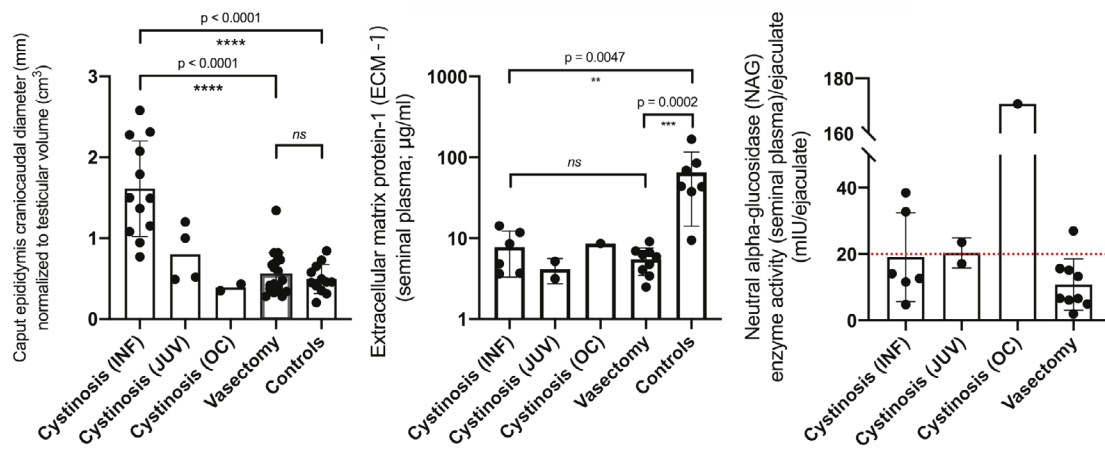 Caput epididymis craniocaudal diameter (mm)
normalized to testicular volume (cm³)
p < 0.0001
****
p < 0.0001
****
ns
3
2
1
0
Cystinosis (INF)
Cystinosis (JUV)
Cystinosis (OC)
Vasectomy
Controls
Extracellular matrix protein-1 (ECM -1)
(seminal plasma; µg/ml)
p = 0.0047
**
p = 0.0002
***
ns
1000
100
10
1
Cystinosis (INF)
Cystinosis (JUV)
Cystinosis (OC)
Vasectomy
Controls
Neutral alpha-glucosidase (NAG)
enzyme activity (seminal plasma)/ejaculate
(mIU/ejaculate)
180
160
40
20
0
Cystinosis (INF)
Cystinosis (JUV)
Cystinosis (OC)
Vasectomy